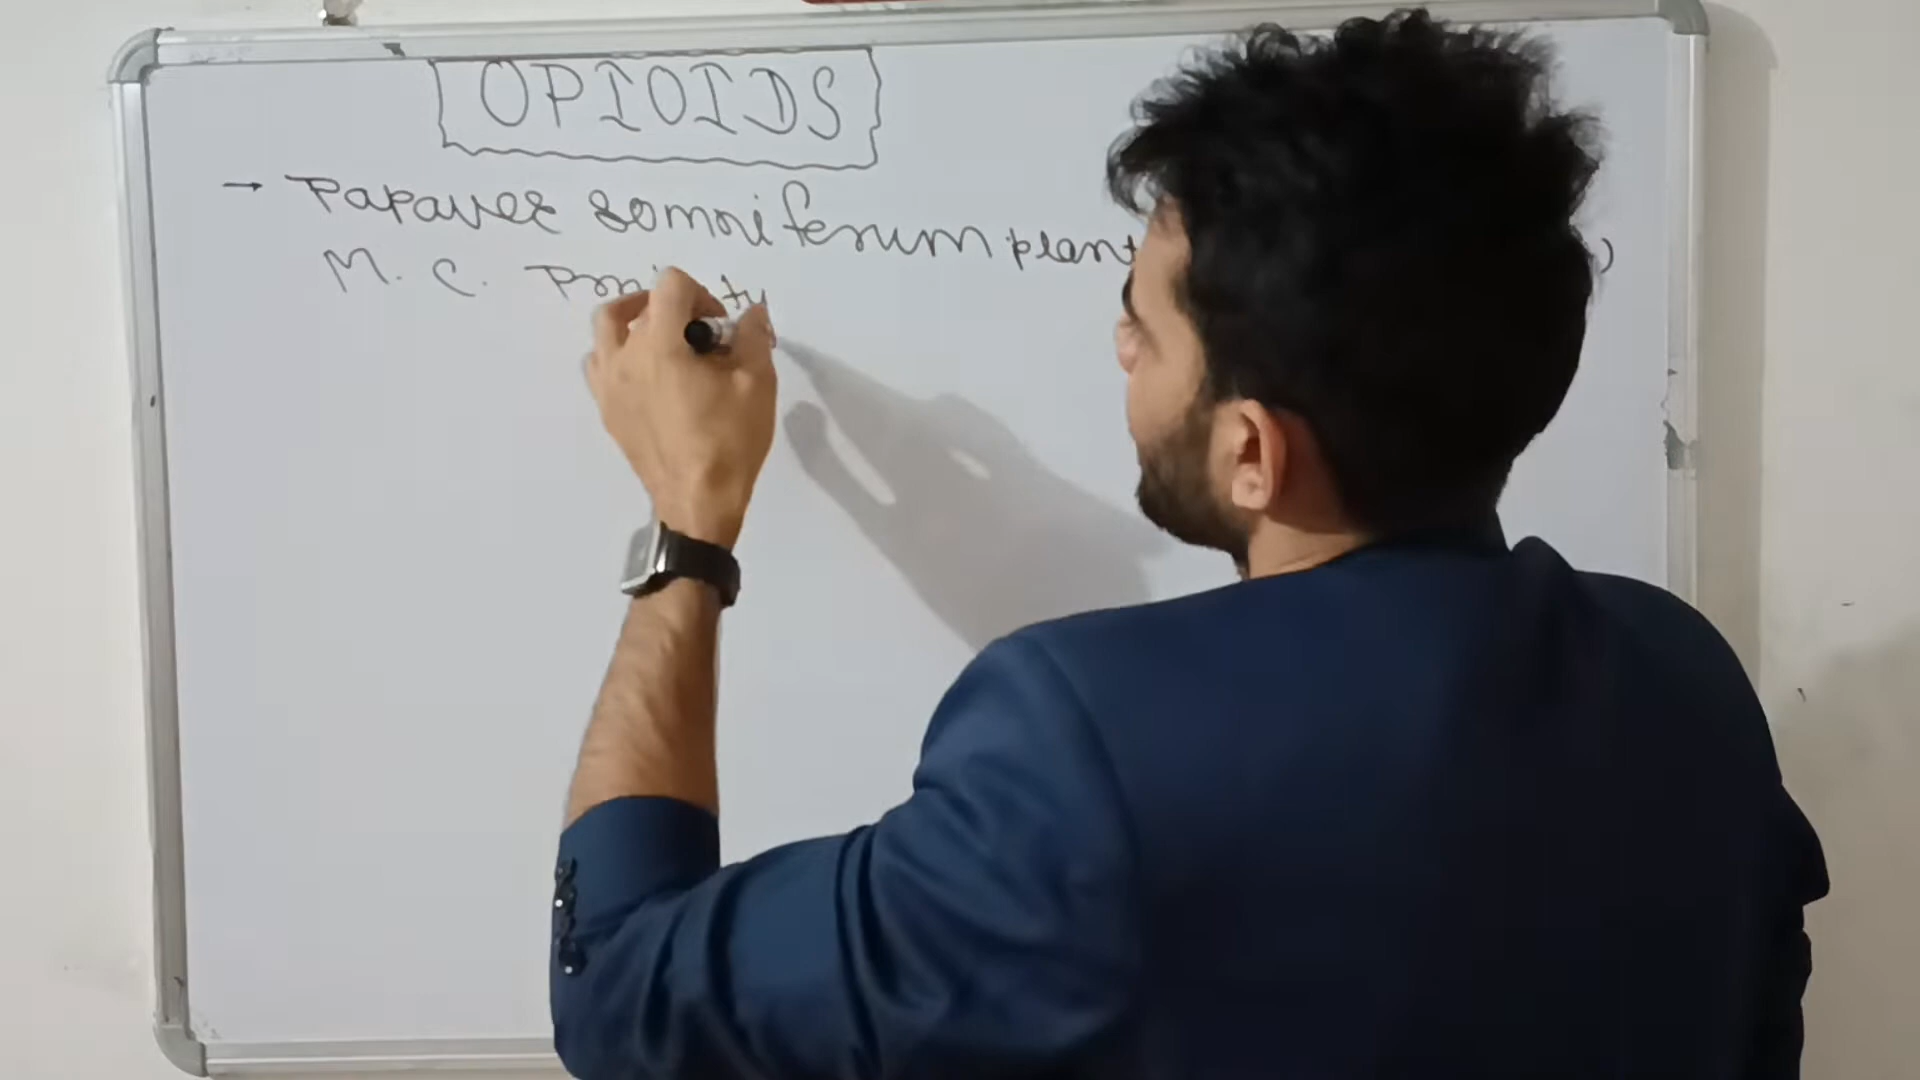 OPIOIDS
→ Papaver somniferum plant
M. C.